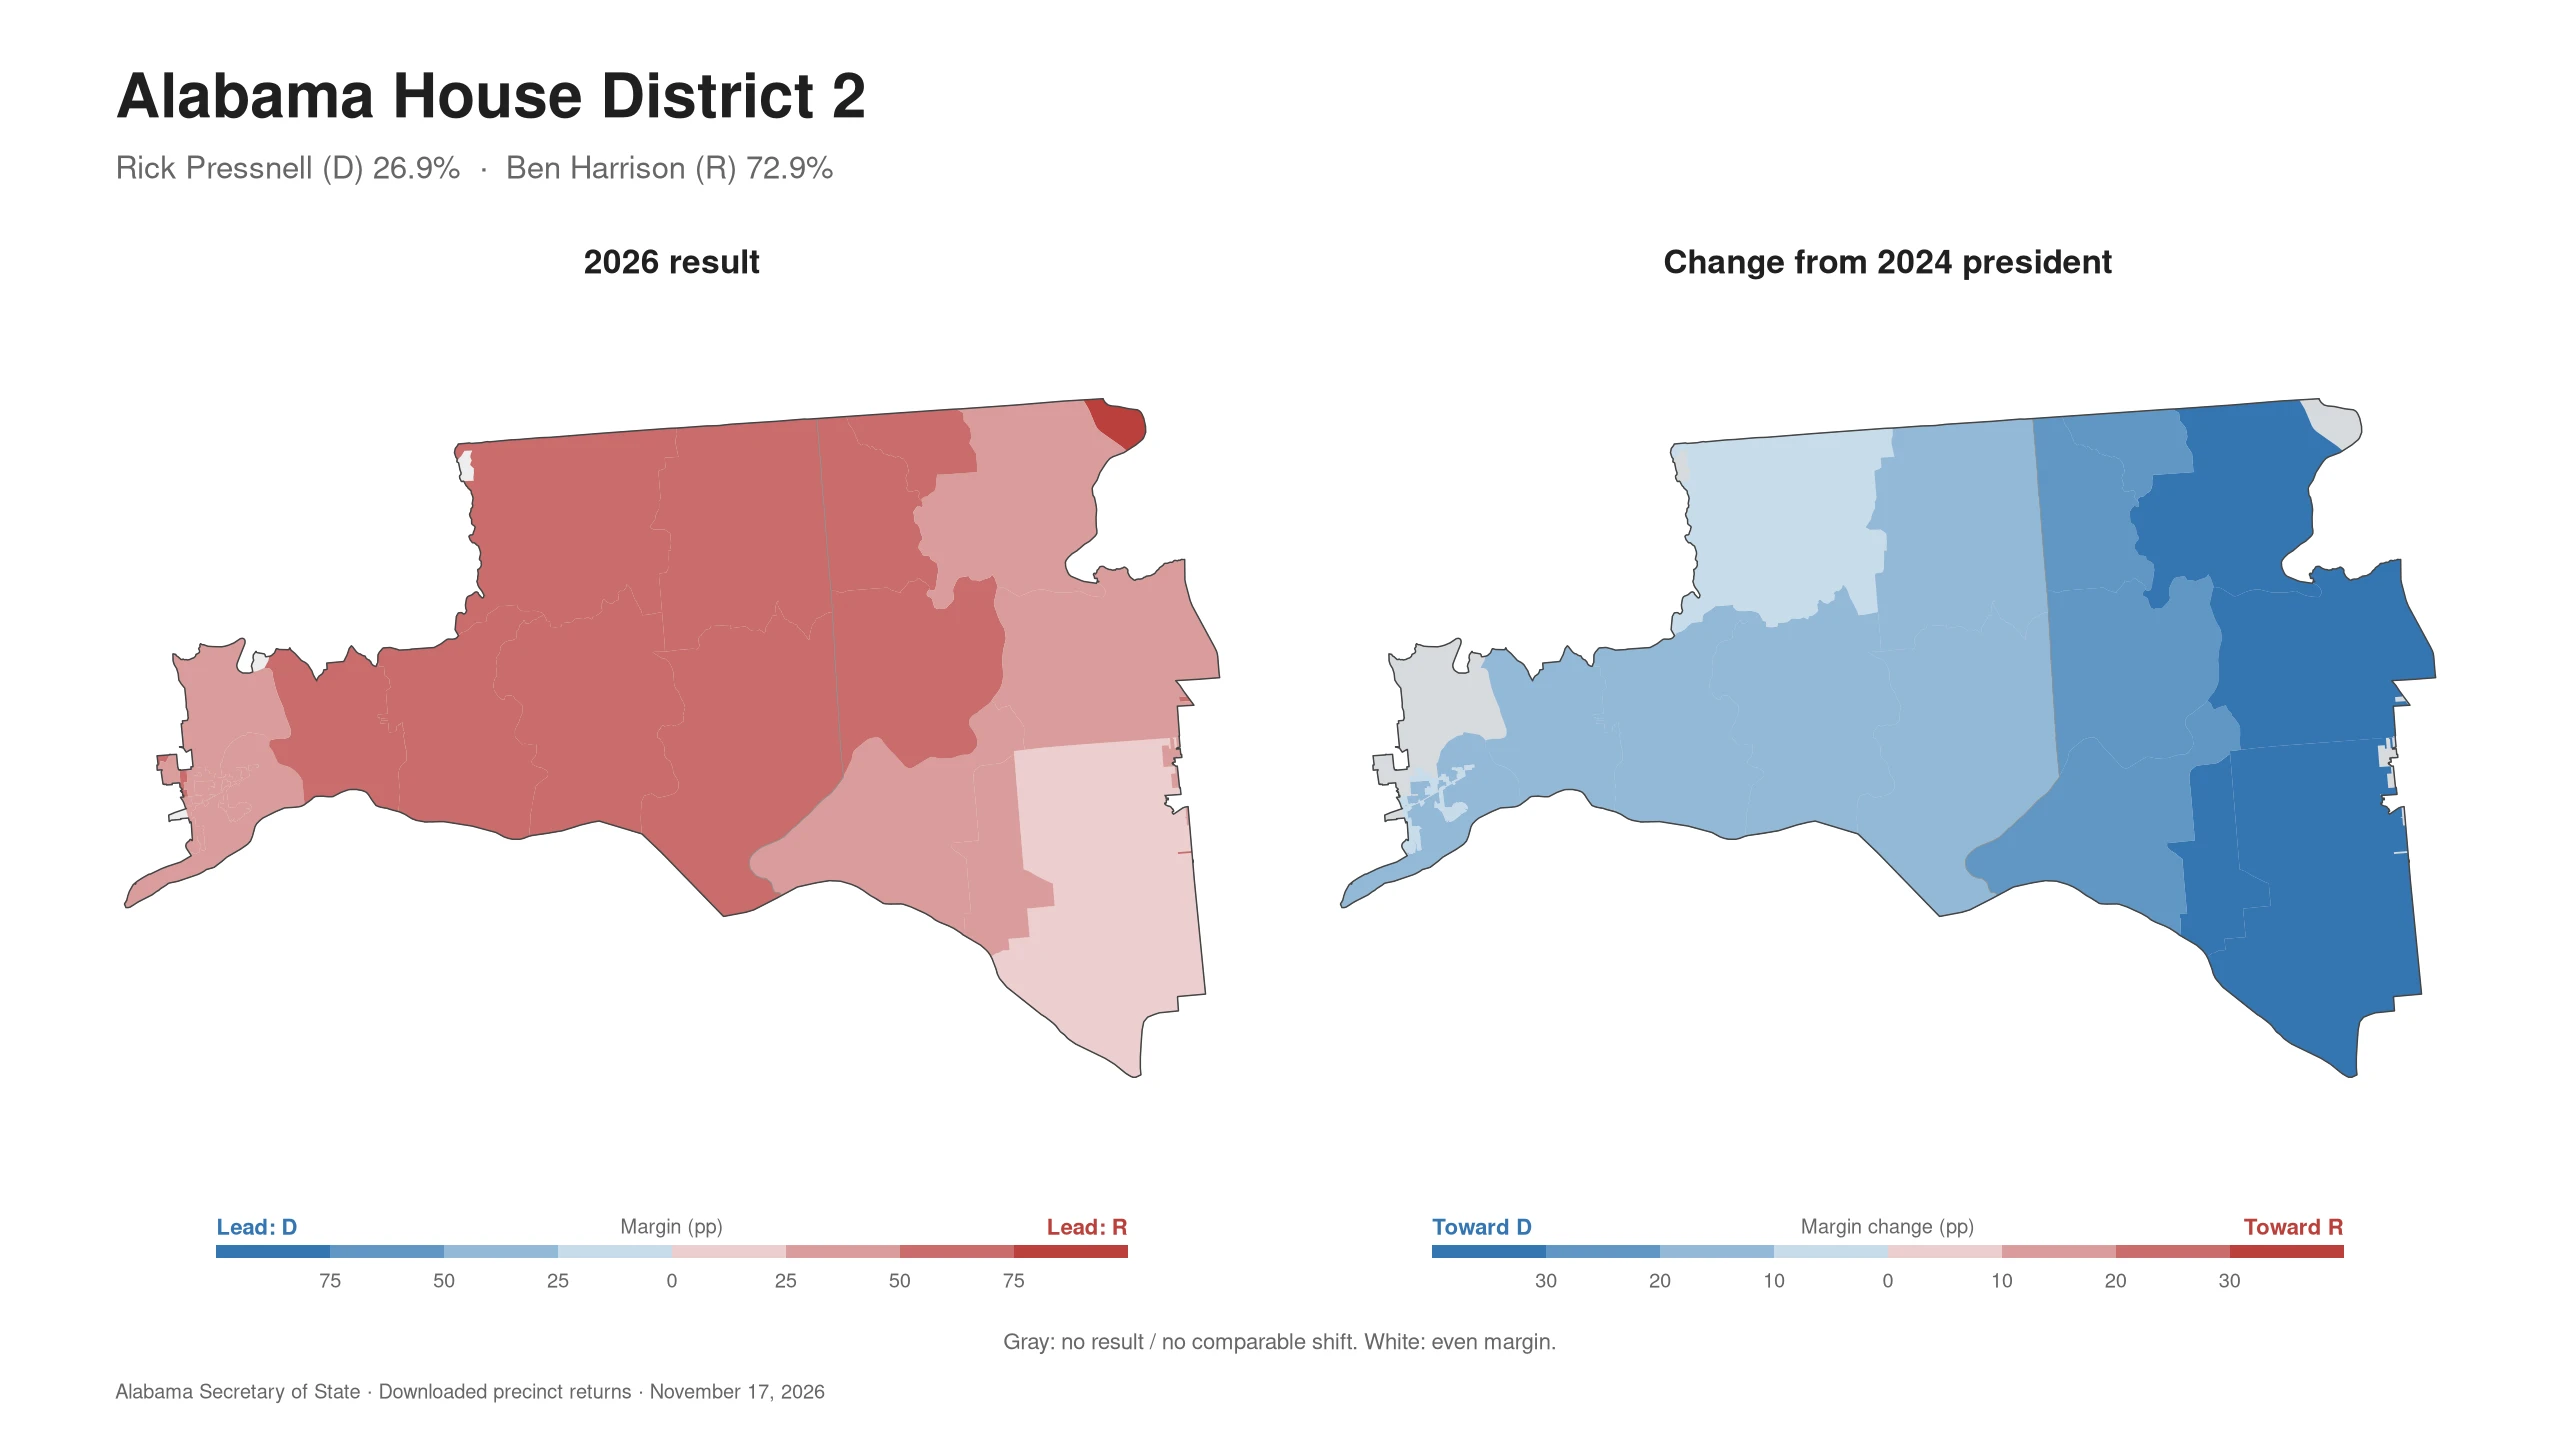 Alabama House District 2
Rick Pressnell (D) 26.9% · Ben Harrison (R) 72.9%
2026 result
Change from 2024 president
Lead: D Margin (pp) Lead: R
75 50 25 0 25 50 75
Toward D Margin change (pp) Toward R
30 20 10 0 10 20 30
Gray: no result / no comparable shift. White: even margin.
Alabama Secretary of State · Downloaded precinct returns · November 17, 2026